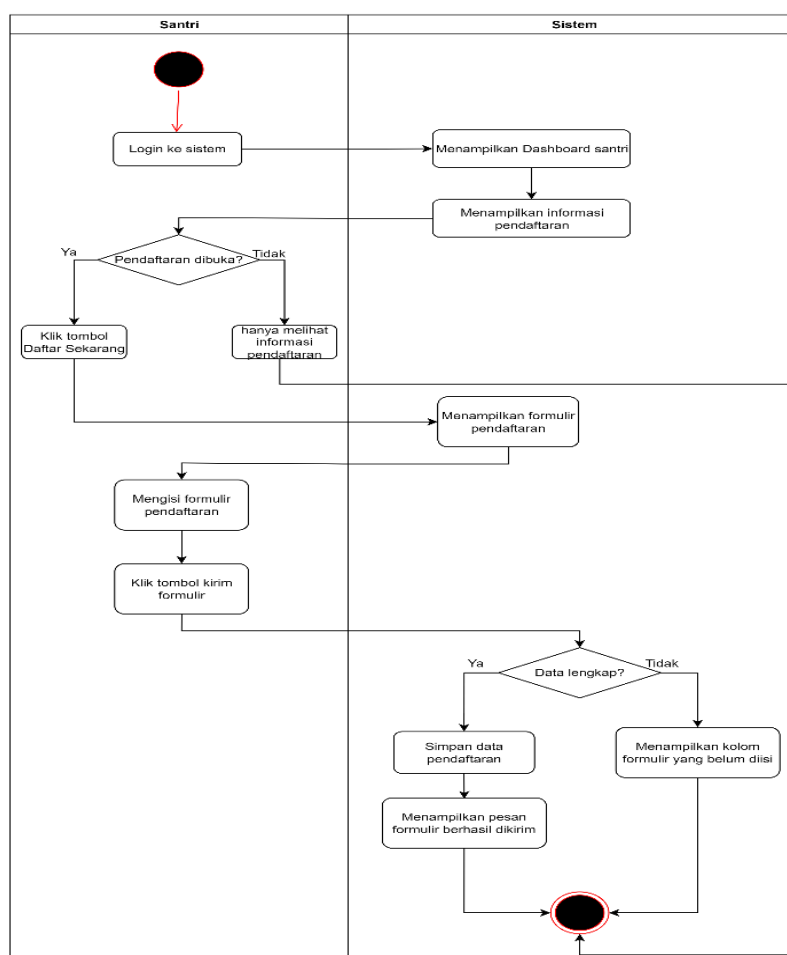 Santri
Sistem
Login ke sistem
Menampilkan Dashboard santri
Menampilkan informasi
pendaftaran
Ya
Pendaftaran dibuka?
Tidak
Klik tombol
Daftar Sekarang
hanya melihat
informasi
pendaftaran
Menampilkan formulir
pendaftaran
Mengisi formulir
pendaftaran
Klik tombol kirim
formulir
Ya
Data lengkap?
Tidak
Simpan data
pendaftaran
Menampilkan kolom
formulir yang belum diisi
Menampilkan pesan
formulir berhasil dikirim